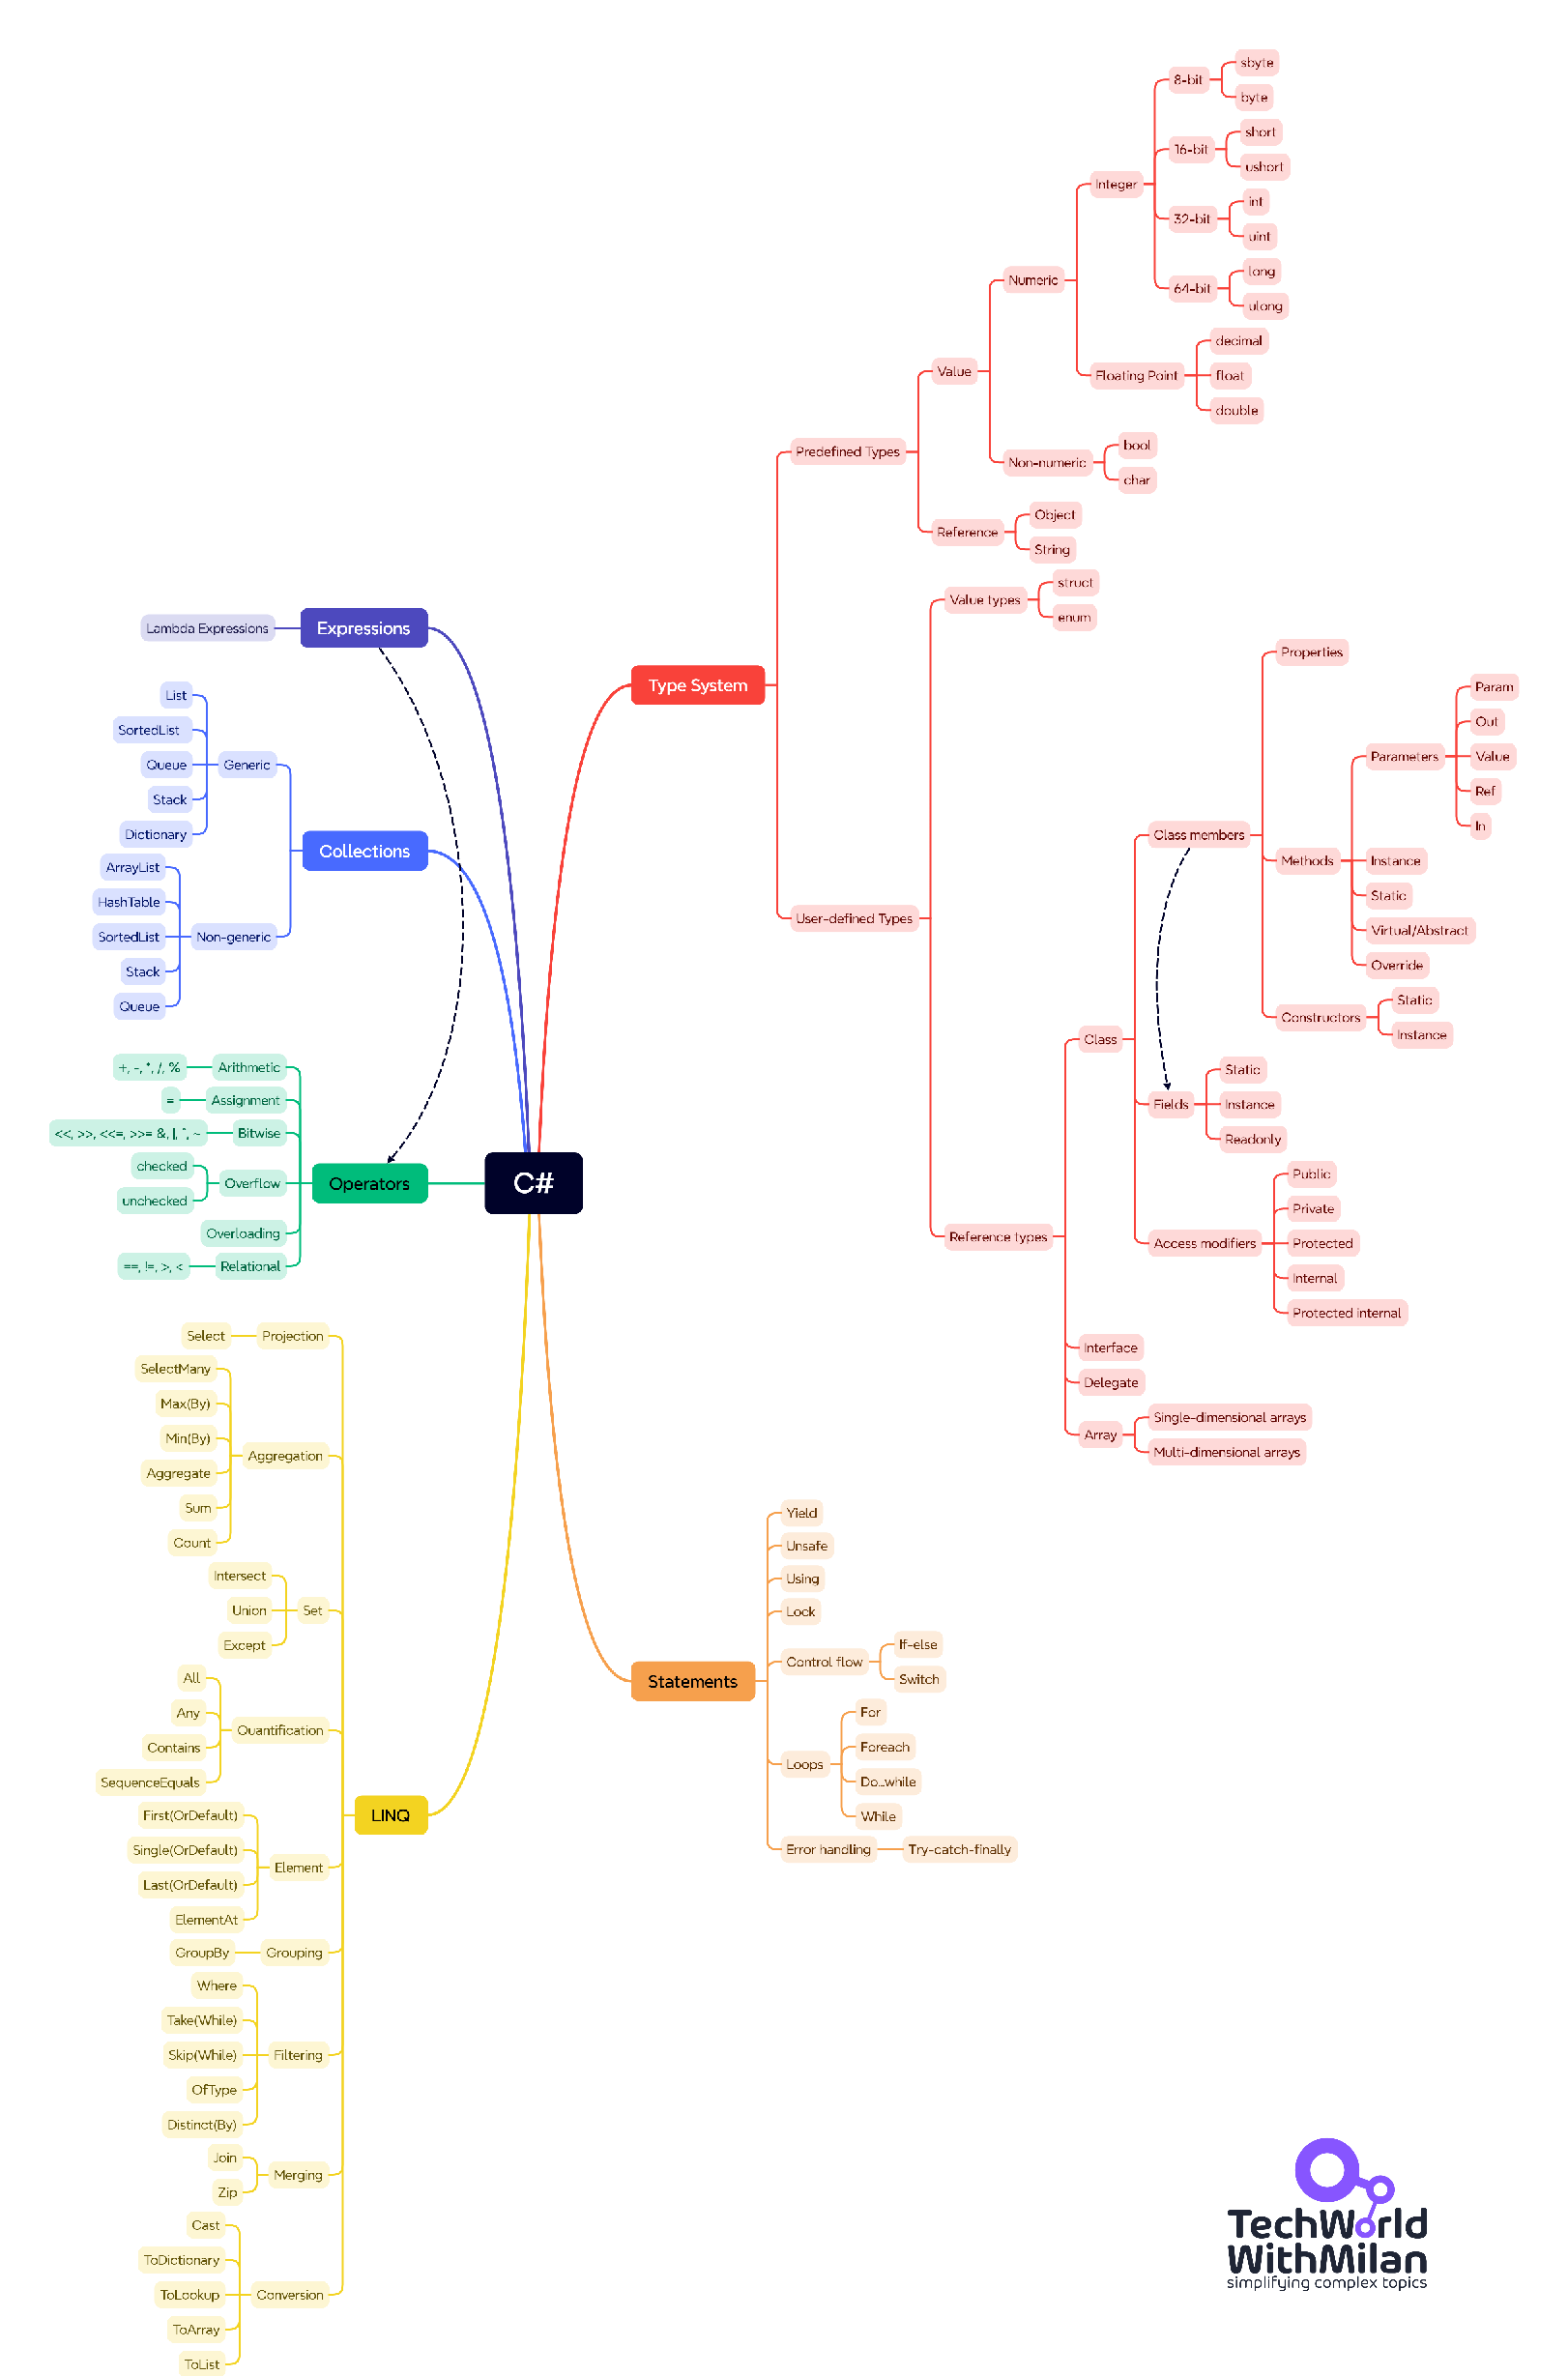 C#
Type System
Predefined Types
Value
Numeric
Integer
8-bit
sbyte
byte
16-bit
short
ushort
32-bit
int
uint
64-bit
long
ulong
Floating Point
decimal
float
double
Non-numeric
bool
char
Reference
Object
String
User-defined Types
Value types
struct
enum
Reference types
Class
Class members
Properties
Methods
Parameters
Param
Out
Value
Ref
In
Instance
Static
Virtual/Abstract
Override
Constructors
Static
Instance
Fields
Static
Instance
Readonly
Access modifiers
Public
Private
Protected
Internal
Protected internal
Interface
Delegate
Array
Single-dimensional arrays
Multi-dimensional arrays
Statements
Yield
Unsafe
Using
Lock
Control flow
If-else
Switch
Loops
For
Foreach
Do...while
While
Error handling
Try-catch-finally
Expressions
Lambda Expressions
Collections
Generic
List
SortedList
Queue
Stack
Dictionary
Non-generic
ArrayList
HashTable
SortedList
Stack
Queue
Operators
Arithmetic
+, -, *, /, %
Assignment
=
Bitwise
<<, >>, <<=, >>= &, |, ^, ~
Overflow
checked
unchecked
Overloading
Relational
==, !=, >, <
LINQ
Projection
Select
Aggregation
SelectMany
Max(By)
Min(By)
Aggregate
Sum
Count
Set
Intersect
Union
Except
Quantification
All
Any
Contains
SequenceEquals
Element
First(OrDefault)
Single(OrDefault)
Last(OrDefault)
ElementAt
Grouping
GroupBy
Filtering
Where
Take(While)
Skip(While)
OfType
Distinct(By)
Merging
Join
Zip
Conversion
Cast
ToDictionary
ToLookup
ToArray
ToList
TechWorld
WithMilan
simplifying complex topics